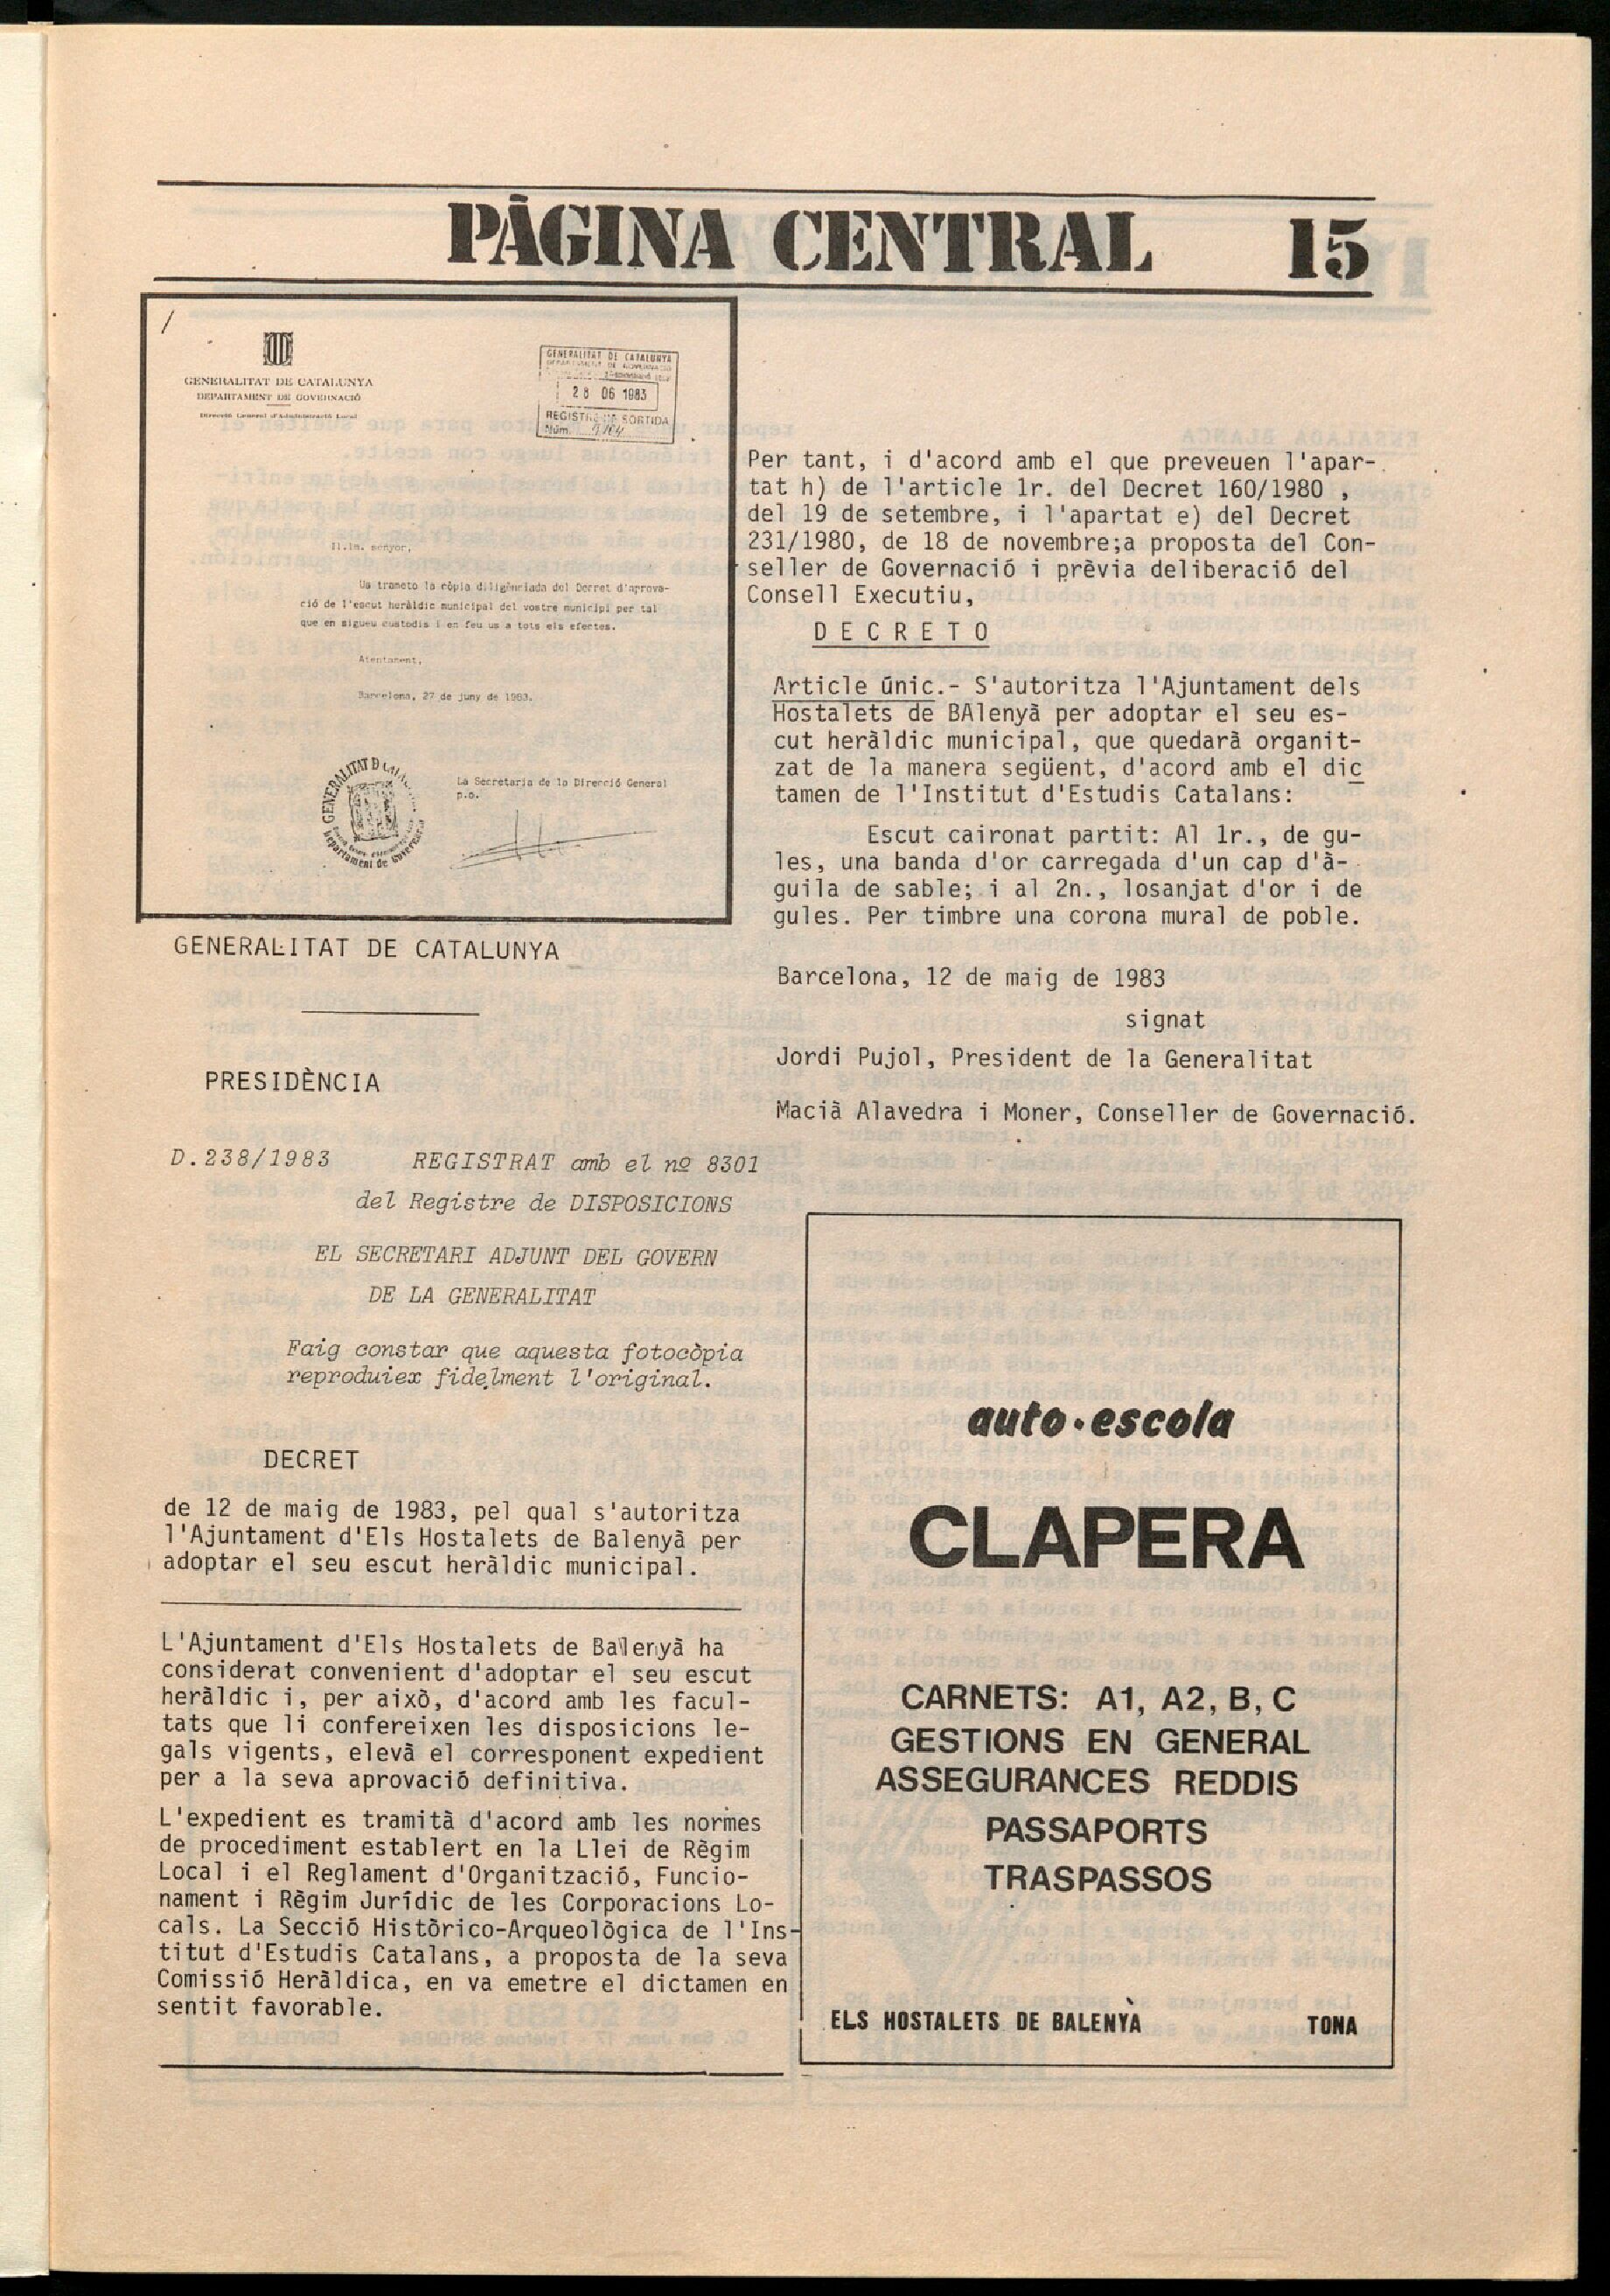 PÀGINA CENTRAL 15
GENERALITAT DE CATALUNYA
DEPARTAMENT DE GOVERNACIÓ
Direcció General d'Administració Local
GENERALITAT DE CATALUNYA
28 06 1983
REGISTRE DE SORTIDA
Núm.
Il.lm. senyor,
Us trameto la còpia diligènciada del Decret d'aprova-
ció de l'escut heràldic municipal del vostre municipi per tal
que en sigueu custodis i en feu us a tots els efectes.
Atentament,
Barcelona, 27 de juny de 1983.
La Secretaria de la Direcció General
p.o.
GENERALITAT DE CATALUNYA
PRESIDÈNCIA
D.238/1983 REGISTRAT amb el nº 8301
del Registre de DISPOSICIONS
EL SECRETARI ADJUNT DEL GOVERN
DE LA GENERALITAT
Faig constar que aquesta fotocòpia
reproduiex fidelment l'original.
DECRET
de 12 de maig de 1983, pel qual s'autoritza
l'Ajuntament d'Els Hostalets de Balenyà per
adoptar el seu escut heràldic municipal.
L'Ajuntament d'Els Hostalets de Balenyà ha
considerat convenient d'adoptar el seu escut
heràldic i, per això, d'acord amb les facul-
tats que li confereixen les disposicions le-
gals vigents, elevà el corresponent expedient
per a la seva aprovació definitiva.
L'expedient es tramità d'acord amb les normes
de procediment establert en la Llei de Règim
Local i el Reglament d'Organització, Funcio-
nament i Règim Jurídic de les Corporacions Lo-
cals. La Secció Històrico-Arqueològica de l'Ins-
titut d'Estudis Catalans, a proposta de la seva
Comissió Heràldica, en va emetre el dictamen en
sentit favorable.
Per tant, i d'acord amb el que preveuen l'apar-
tat h) de l'article 1r. del Decret 160/1980 ,
del 19 de setembre, i l'apartat e) del Decret
231/1980, de 18 de novembre;a proposta del Con-
seller de Governació i prèvia deliberació del
Consell Executiu,
D E C R E T O
Article únic.- S'autoritza l'Ajuntament dels
Hostalets de BAlenyà per adoptar el seu es-
cut heràldic municipal, que quedarà organit-
zat de la manera següent, d'acord amb el dic
tamen de l'Institut d'Estudis Catalans:
Escut caironat partit: Al 1r., de gu-
les, una banda d'or carregada d'un cap d'à-
guila de sable; i al 2n., losanjat d'or i de
gules. Per timbre una corona mural de poble.
Barcelona, 12 de maig de 1983
signat
Jordi Pujol, President de la Generalitat
Macià Alavedra i Moner, Conseller de Governació.
auto·escola
CLAPERA
CARNETS: A1, A2, B, C
GESTIONS EN GENERAL
ASSEGURANCES REDDIS
PASSAPORTS
TRASPASSOS
ELS HOSTALETS DE BALENYÀ TONA